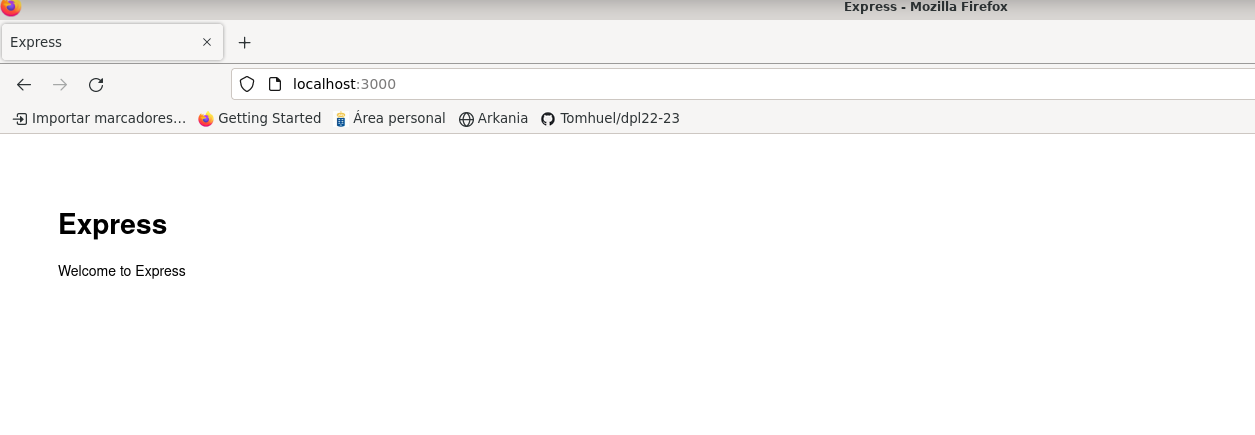 Express - Mozilla Firefox
Express
localhost:3000
Importar marcadores... Getting Started Área personal Arkania Tomhuel/dpl22-23
Express
Welcome to Express